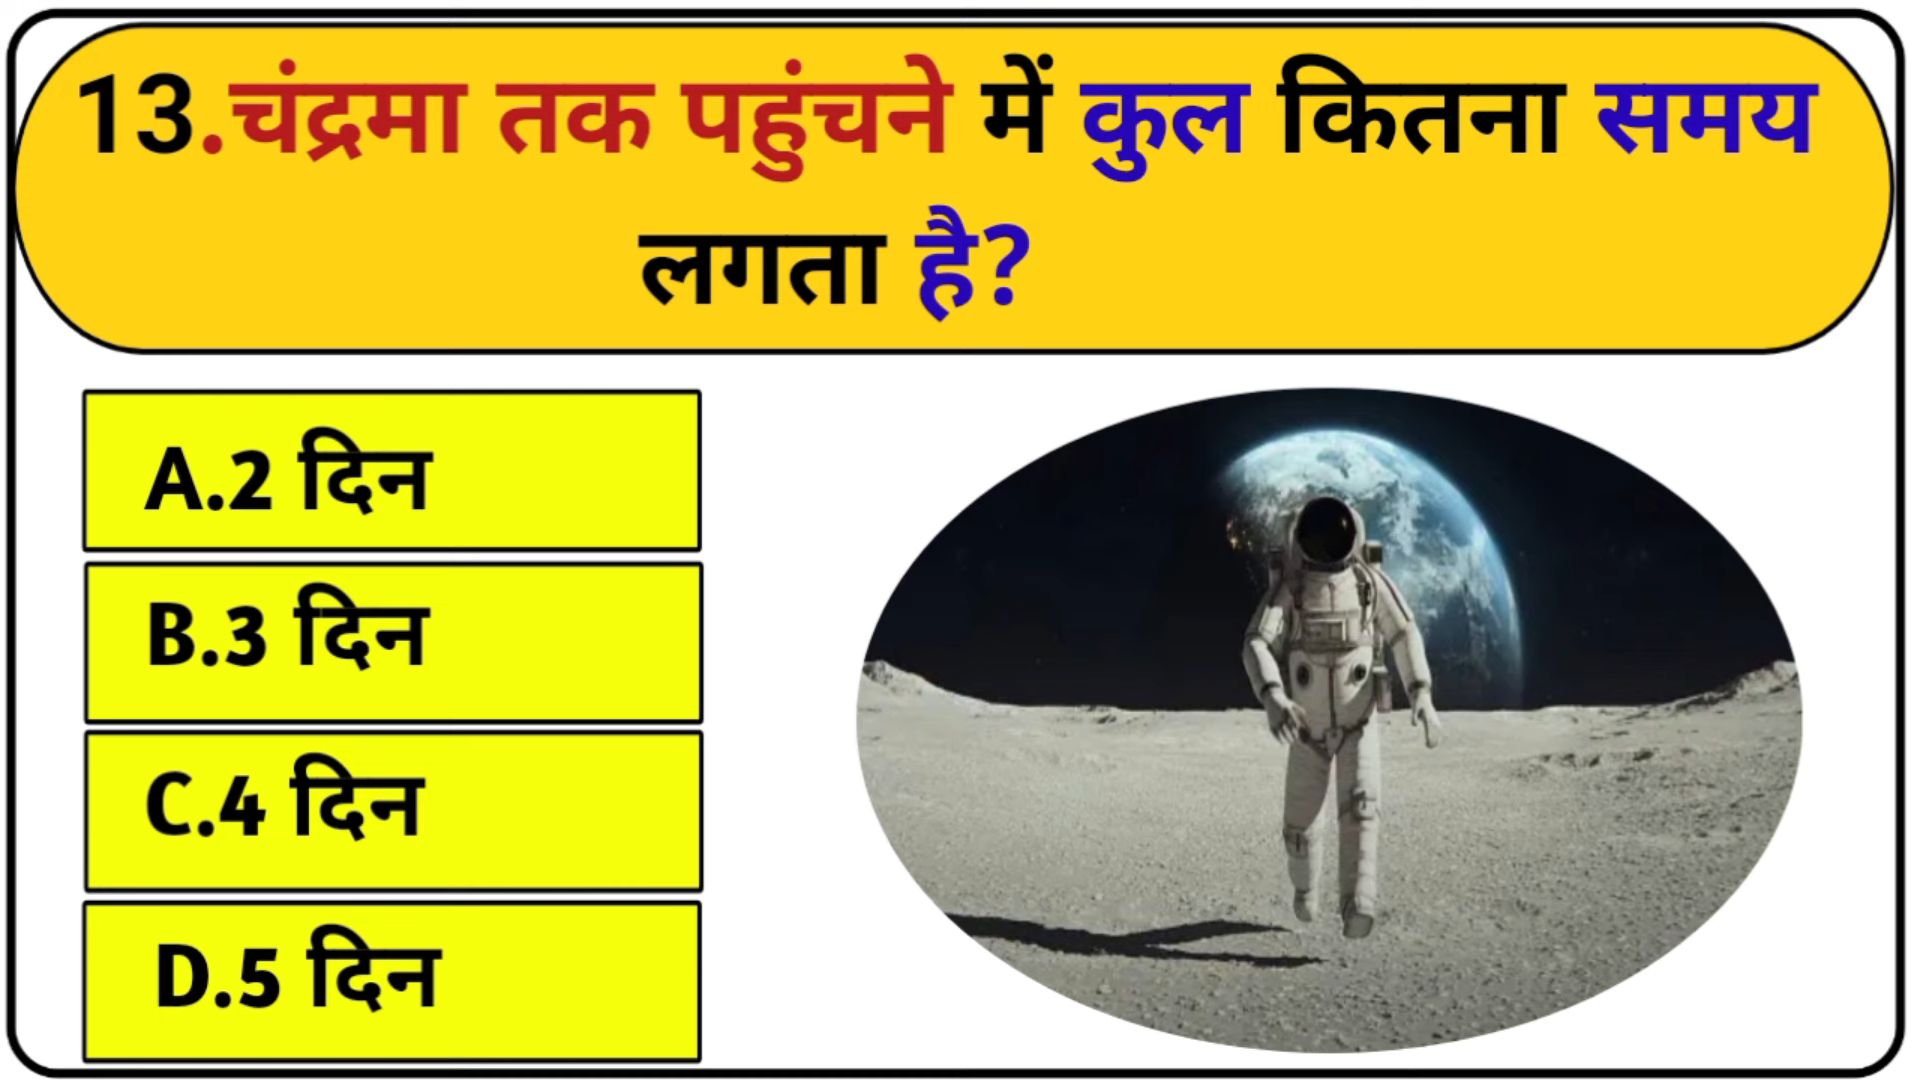 13.चंद्रमा तक पहुंचने में कुल कितना समय
लगता है?
A.2 दिन
B.3 दिन
C.4 दिन
D.5 दिन